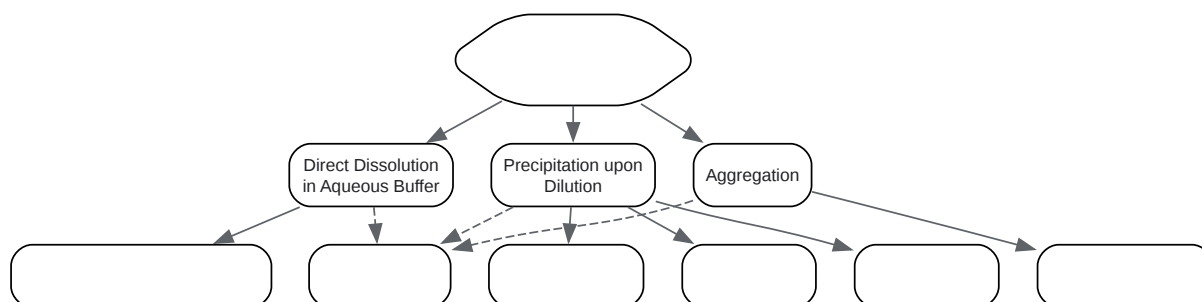 Direct Dissolution
in Aqueous Buffer
Precipitation upon
Dilution
Aggregation